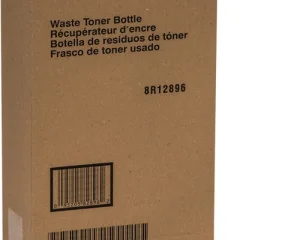 Waste Toner Bottle
Récupérateur d'encre
Botella de residuos de tóner
Frasco de toner usado
8R12896